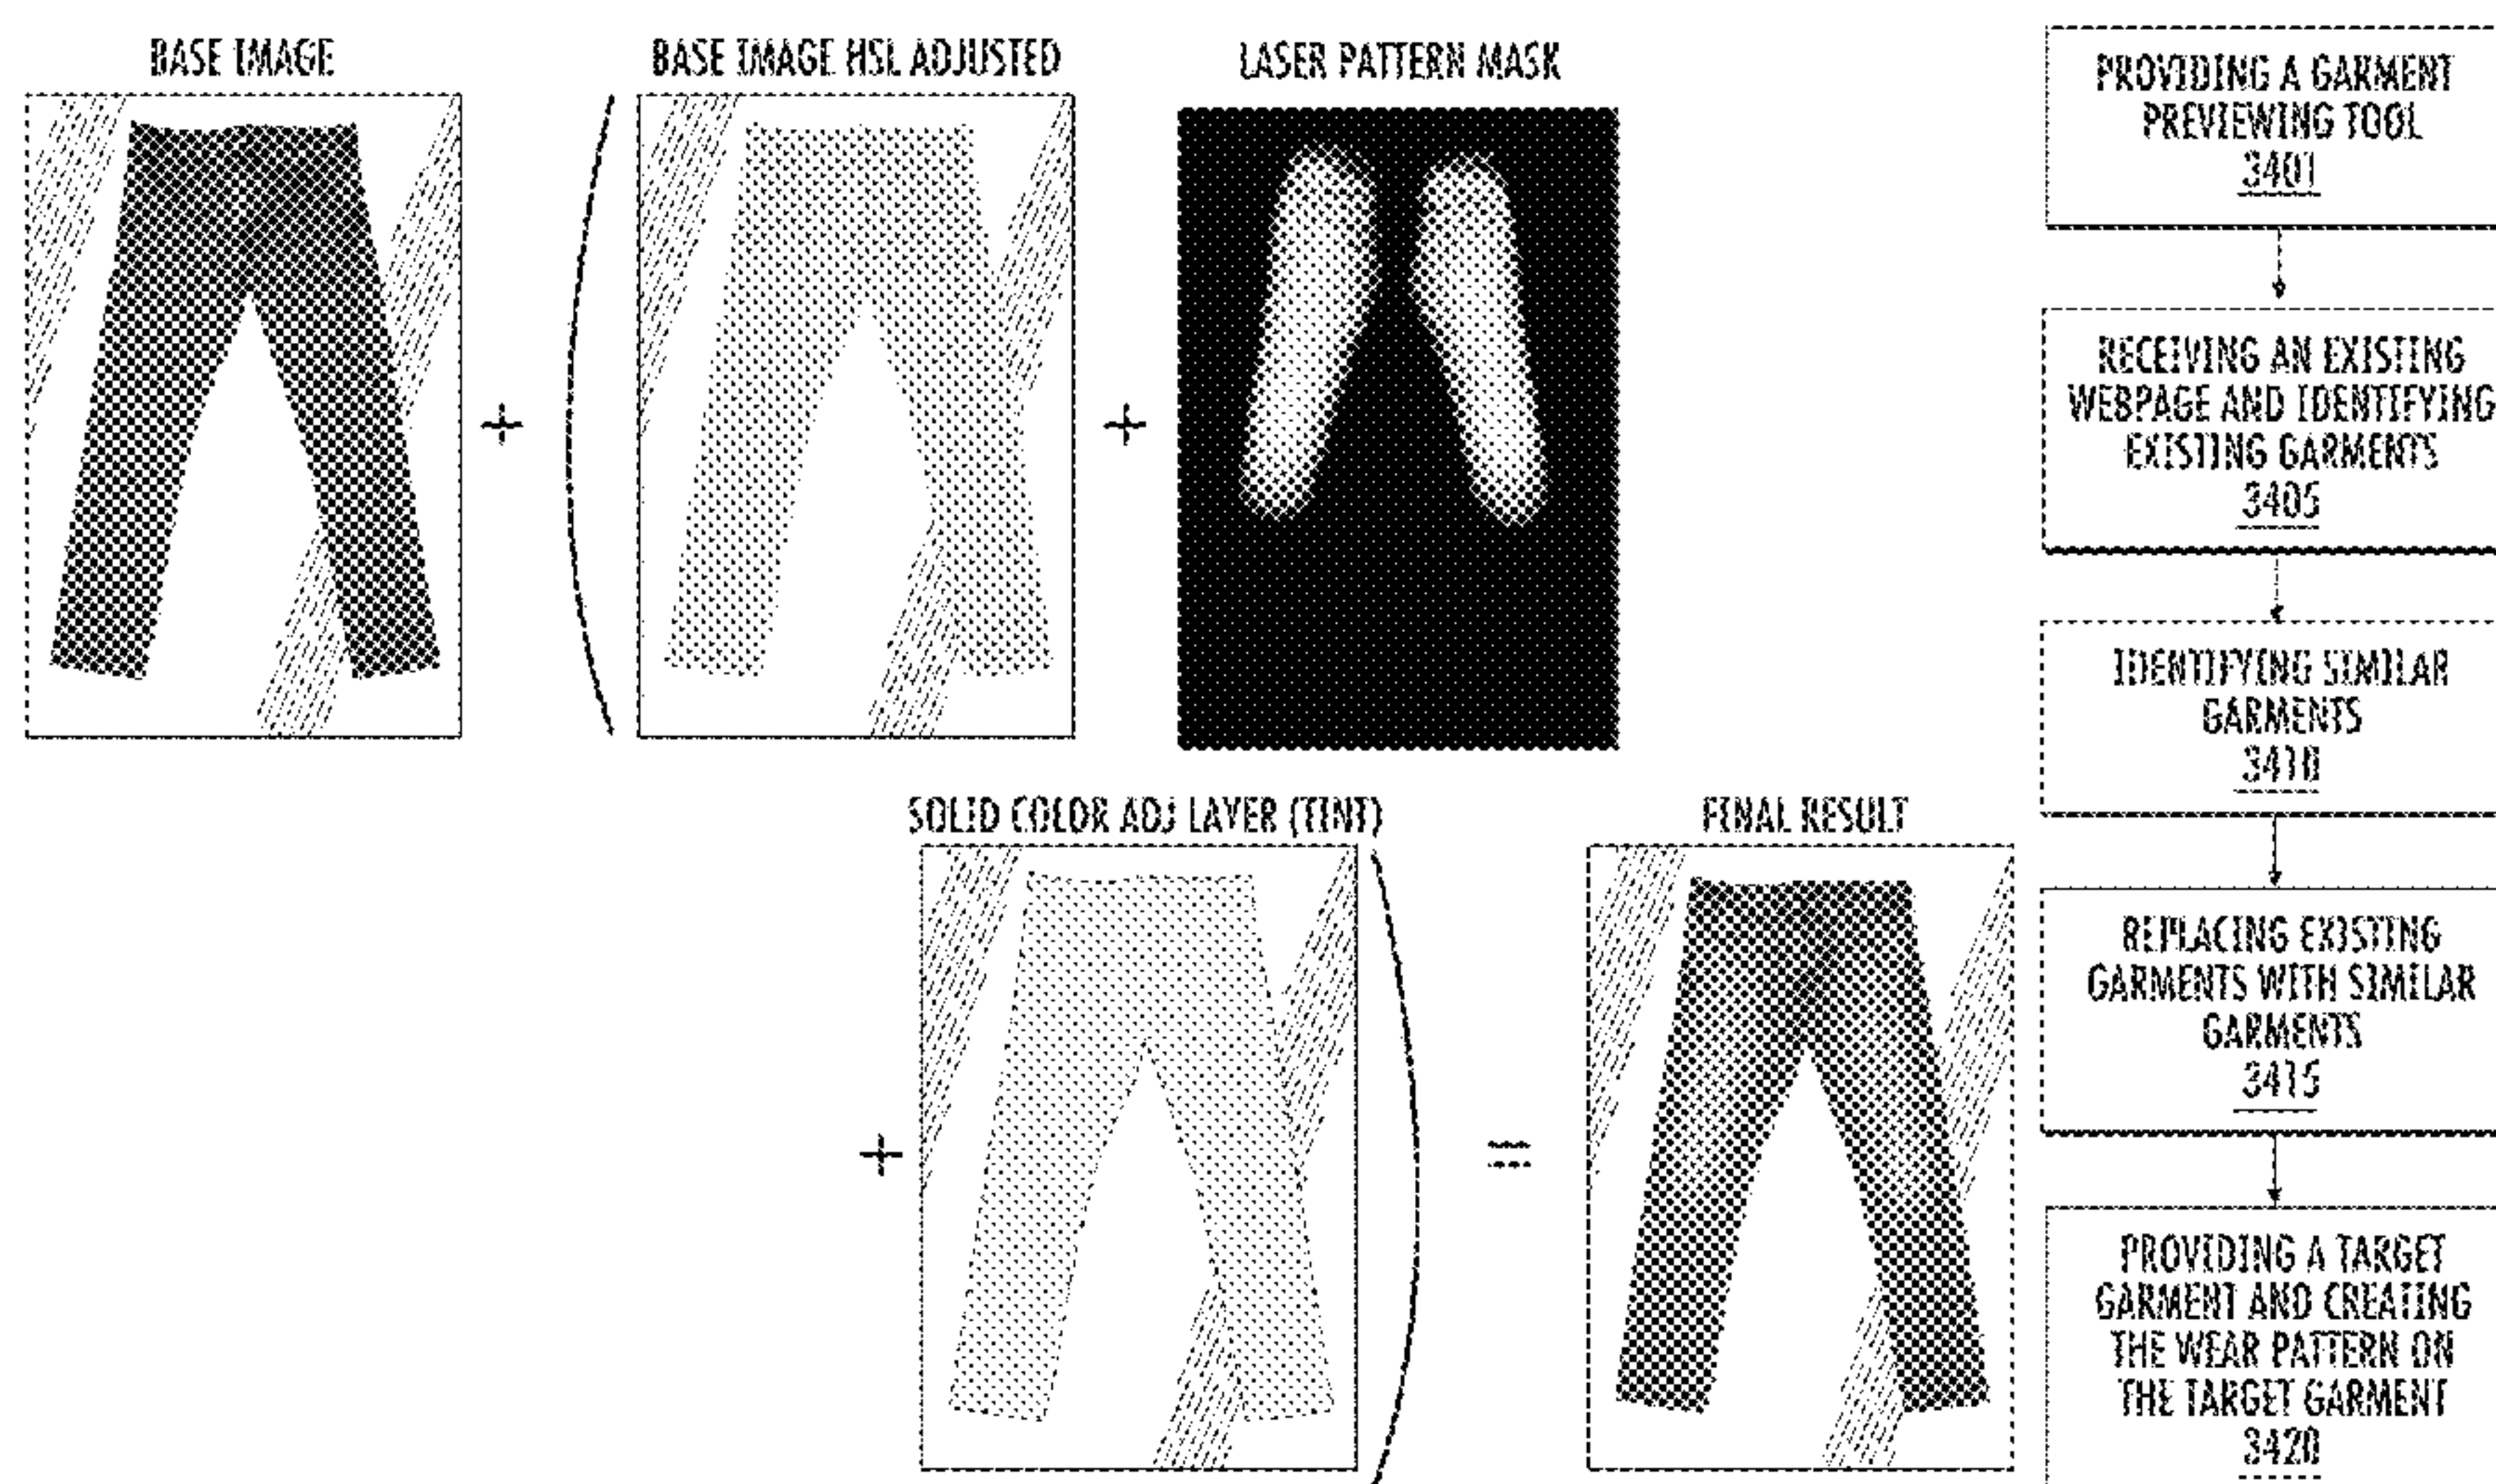 BASE IMAGE
BASE IMAGE HSL ADJUSTED
LASER PATTERN MASK
+
+
SOLID COLOR ADJ LAYER (TINT)
FINAL RESULT
+
=
PROVIDING A GARMENT
PREVIEWING TOOL
3401
RECEIVING AN EXISTING
WEBPAGE AND IDENTIFYING
EXISTING GARMENTS
3405
IDENTIFYING SIMILAR
GARMENTS
3410
REPLACING EXISTING
GARMENTS WITH SIMILAR
GARMENTS
3415
PROVIDING A TARGET
GARMENT AND CREATING
THE WEAR PATTERN ON
THE TARGET GARMENT
3420